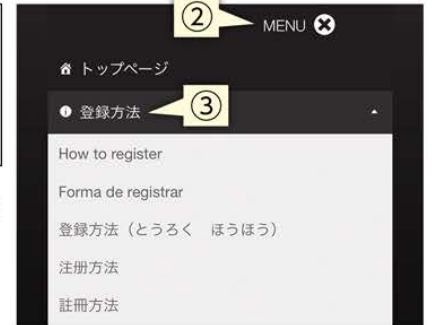 ② MENU
トップページ
登録方法 ③
How to register
Forma de registrar
登録方法（とうろく　ほうほう）
注册方法
註冊方法